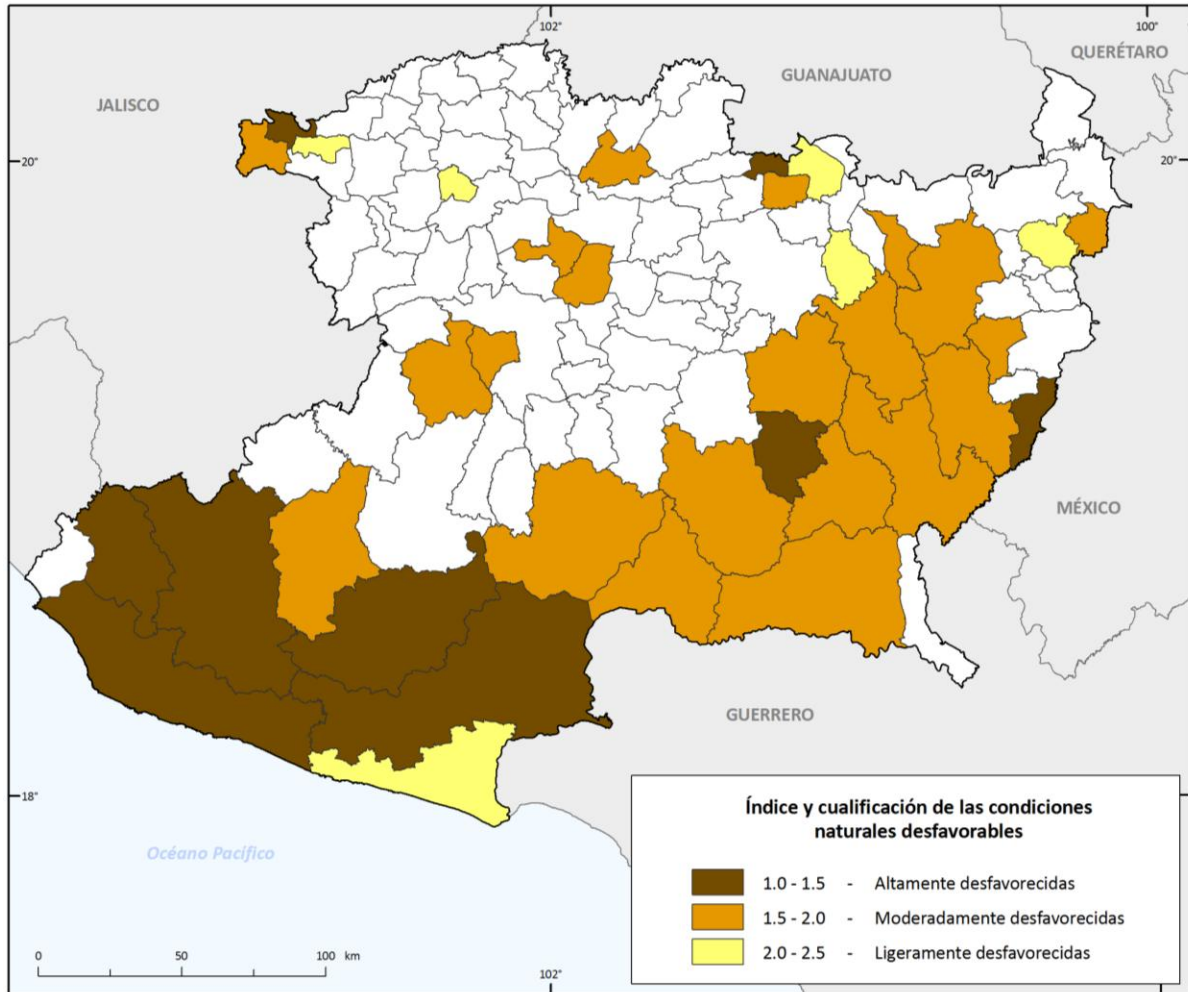 102°
100°
QUERÉTARO
GUANAJUATO
JALISCO
20°
20°
MÉXICO
GUERRERO
18°
Océano Pacífico
Índice y cualificación de las condiciones
naturales desfavorables
1.0 - 1.5 - Altamente desfavorecidas
1.5 - 2.0 - Moderadamente desfavorecidas
2.0 - 2.5 - Ligeramente desfavorecidas
0 50 100 km
102°